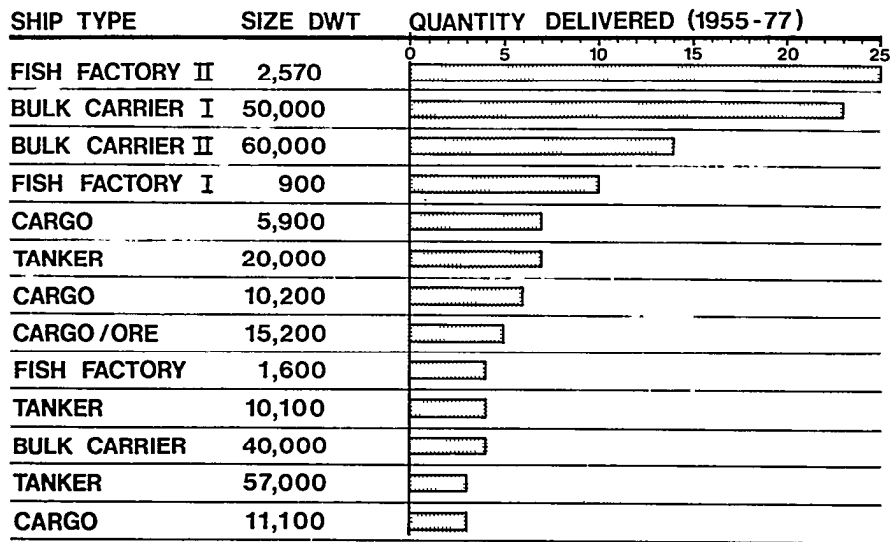 SHIP TYPE SIZE DWT QUANTITY DELIVERED (1955-77)
0 5 10 15 20 25
FISH FACTORY II 2,570
BULK CARRIER I 50,000
BULK CARRIER II 60,000
FISH FACTORY I 900
CARGO 5,900
TANKER 20,000
CARGO 10,200
CARGO/ORE 15,200
FISH FACTORY 1,600
TANKER 10,100
BULK CARRIER 40,000
TANKER 57,000
CARGO 11,100